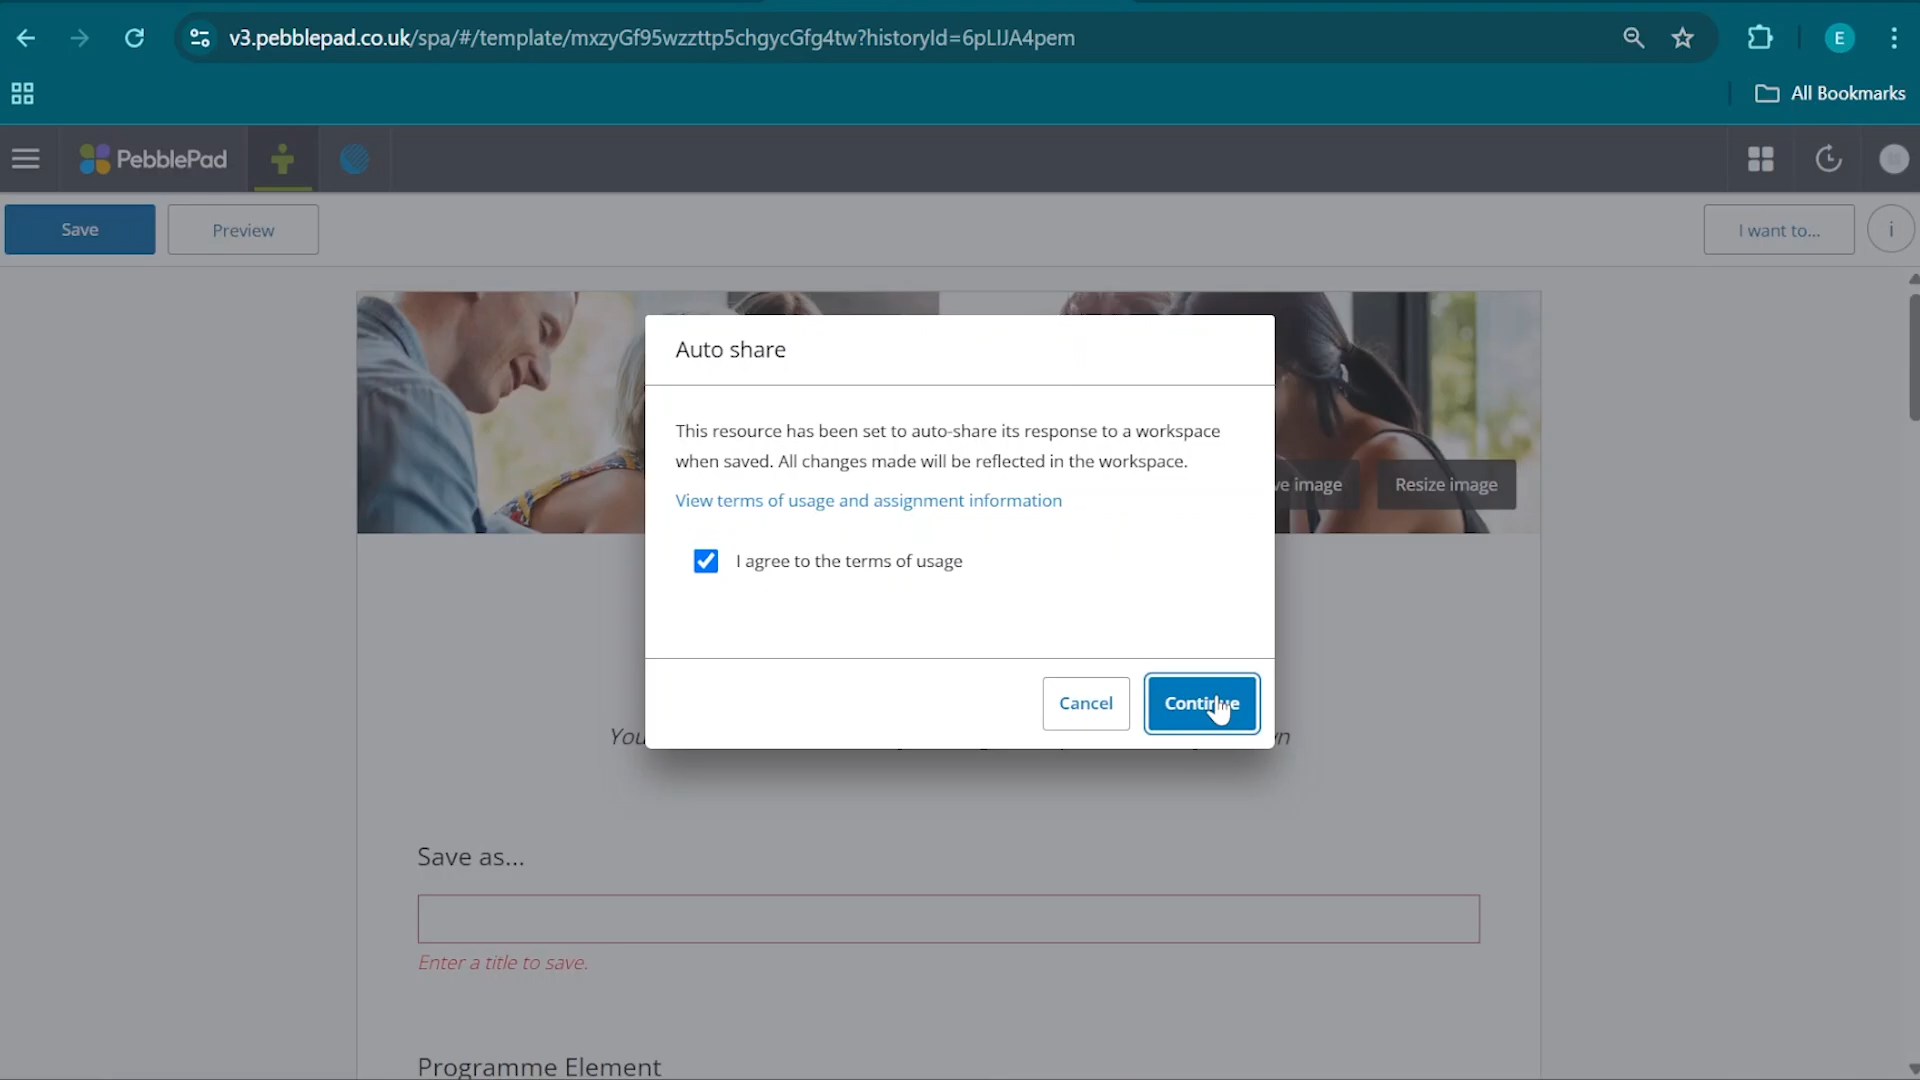 v3.pebblepad.co.uk/spa/#/template/mxzyGf95wzzttp5chgycGfg4tw?historyId=6pLIJA4pem
E
All Bookmarks
PebblePad
Save
Preview
I want to...
i
Auto share
This resource has been set to auto-share its response to a workspace
when saved. All changes made will be reflected in the workspace.
View terms of usage and assignment information
image
Resize image
I agree to the terms of usage
Cancel
Continue
Save as...
Enter a title to save.
Programme Element